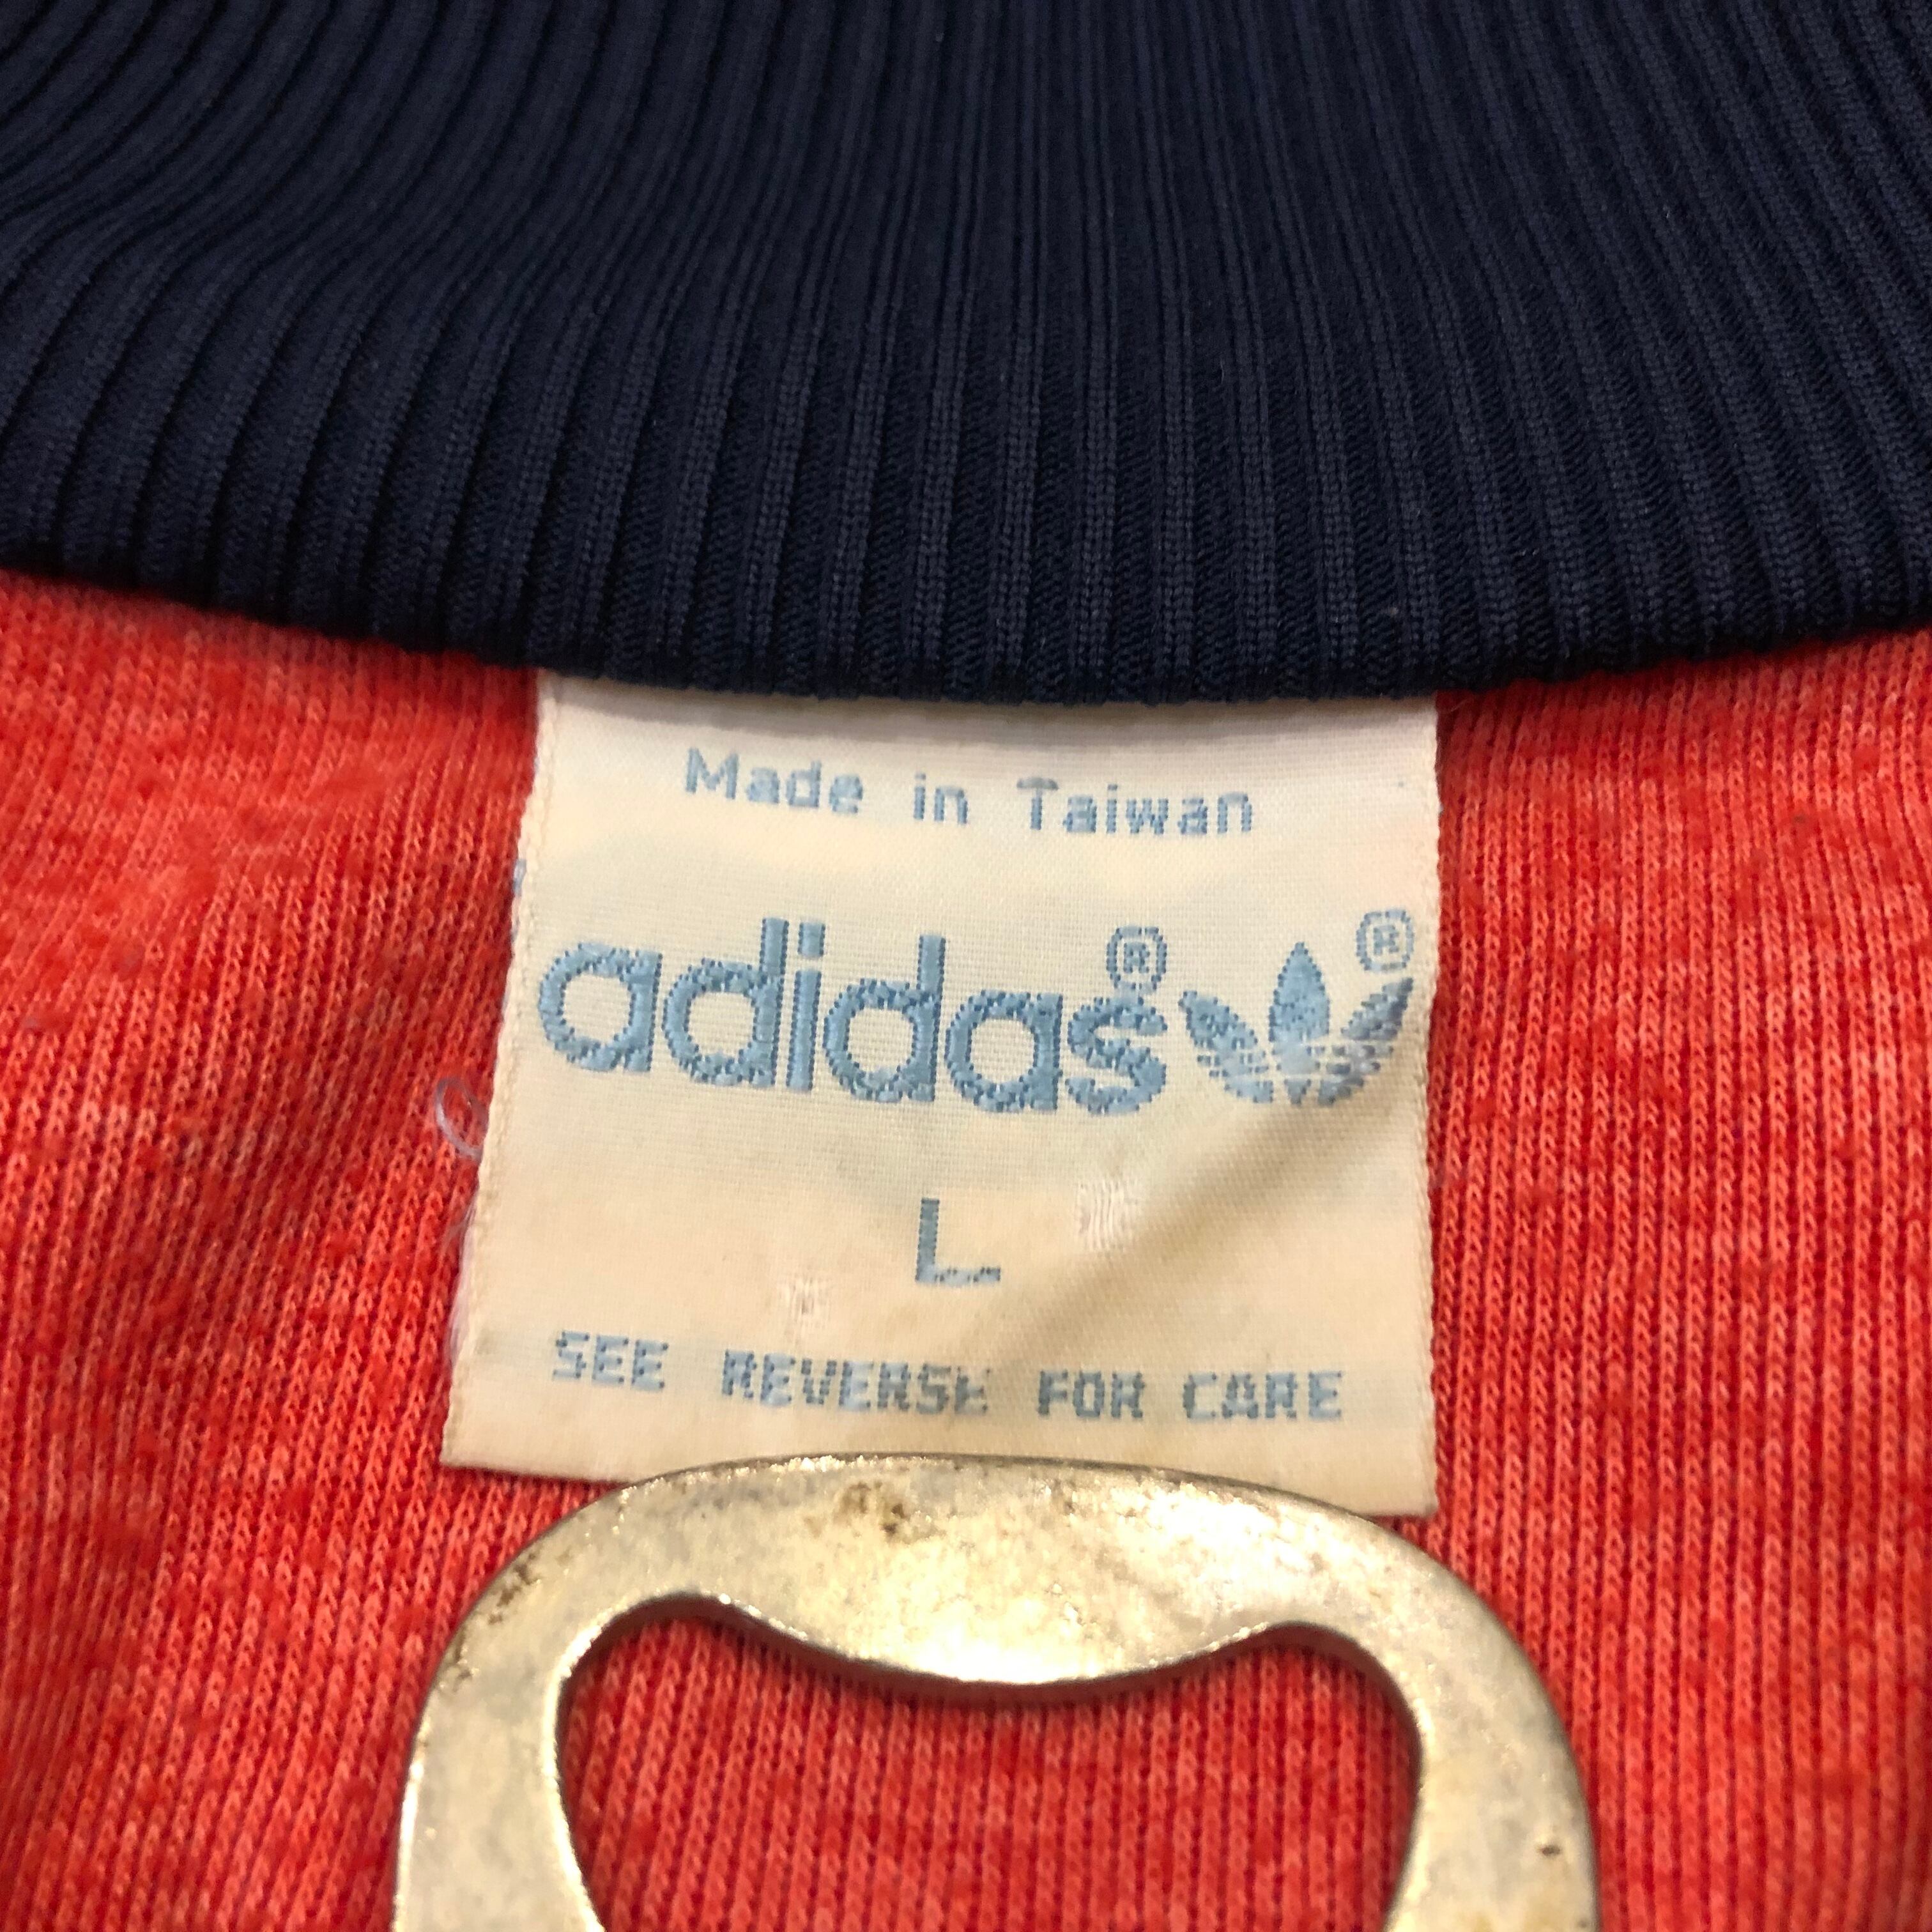 Made in Taiwan
adidas® ®
L
SEE REVERSE FOR CARE